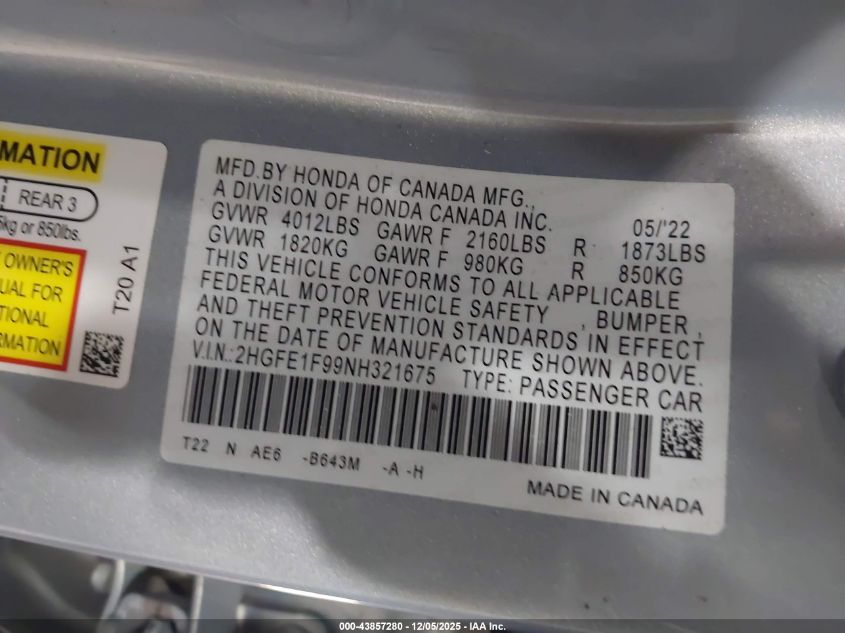 MATION
REAR 3
kg or 850lbs.
OWNER'S
UAL FOR
TIONAL
RMATION
T20 A1
MFD.BY HONDA OF CANADA MFG.,
A DIVISION OF HONDA CANADA INC. 05/'22
GVWR 4012LBS GAWR F 2160LBS R 1873LBS
GVWR 1820KG GAWR F 980KG R 850KG
THIS VEHICLE CONFORMS TO ALL APPLICABLE
FEDERAL MOTOR VEHICLE SAFETY , BUMPER ,
AND THEFT PREVENTION STANDARDS IN EFFECT
ON THE DATE OF MANUFACTURE SHOWN ABOVE.
V.I.N.:2HGFE1F99NH321675 TYPE: PASSENGER CAR
T22 N AE6 -B643M -A -H
MADE IN CANADA
000-43857280 - 12/05/2025 - IAA Inc.